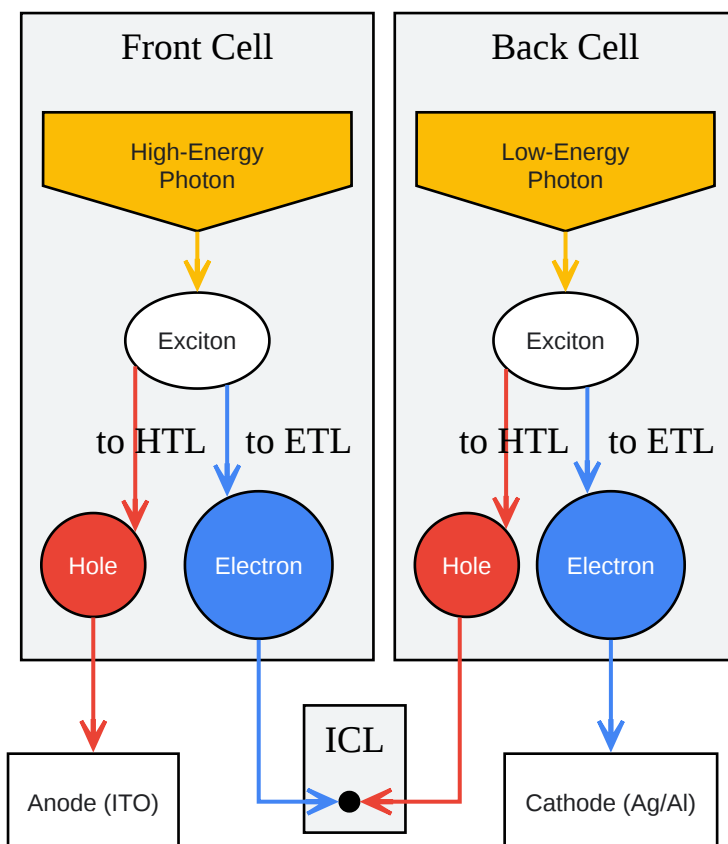 Front Cell
Back Cell
High-Energy
Photon
Low-Energy
Photon
Exciton
Exciton
to HTL
to ETL
to HTL
to ETL
Hole
Electron
Hole
Electron
ICL
Anode (ITO)
Cathode (Ag/Al)